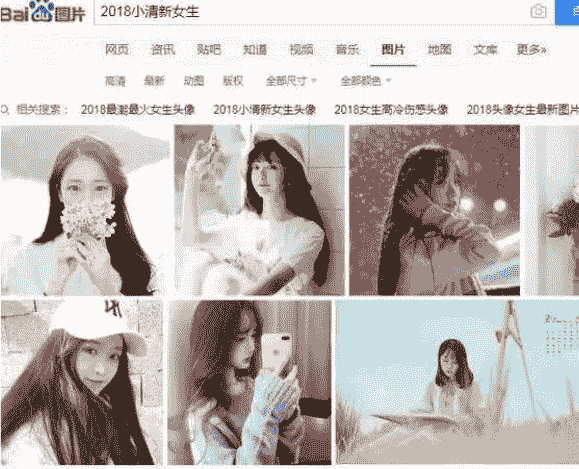 Bai du 图片 2018小清新女生
网页 资讯 贴吧 知道 视频 音乐 图片 地图 文库 更多»
高清 最新 动图 版权 全部尺寸 全部颜色
相关搜索： 2018最潮最火女生头像 2018小清新女生头像 2018女生高冷伤感头像 2018头像女生最新图片